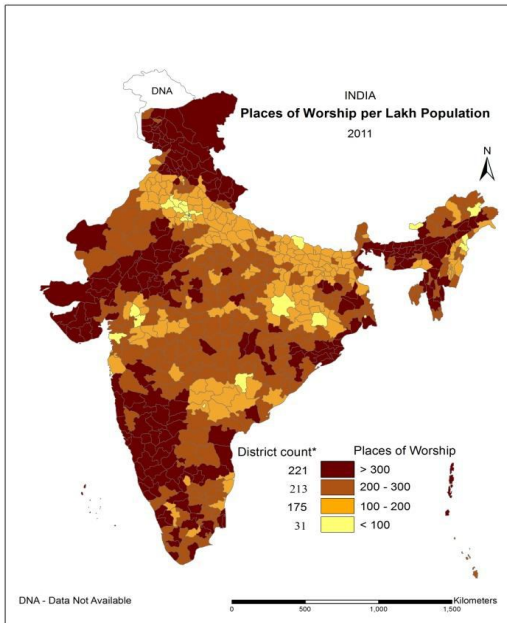 DNA
INDIA
Places of Worship per Lakh Population
2011
N
District count* Places of Worship
221 > 300
213 200 - 300
175 100 - 200
31 < 100
DNA - Data Not Available
Kilometers
0 500 1,000 1,500